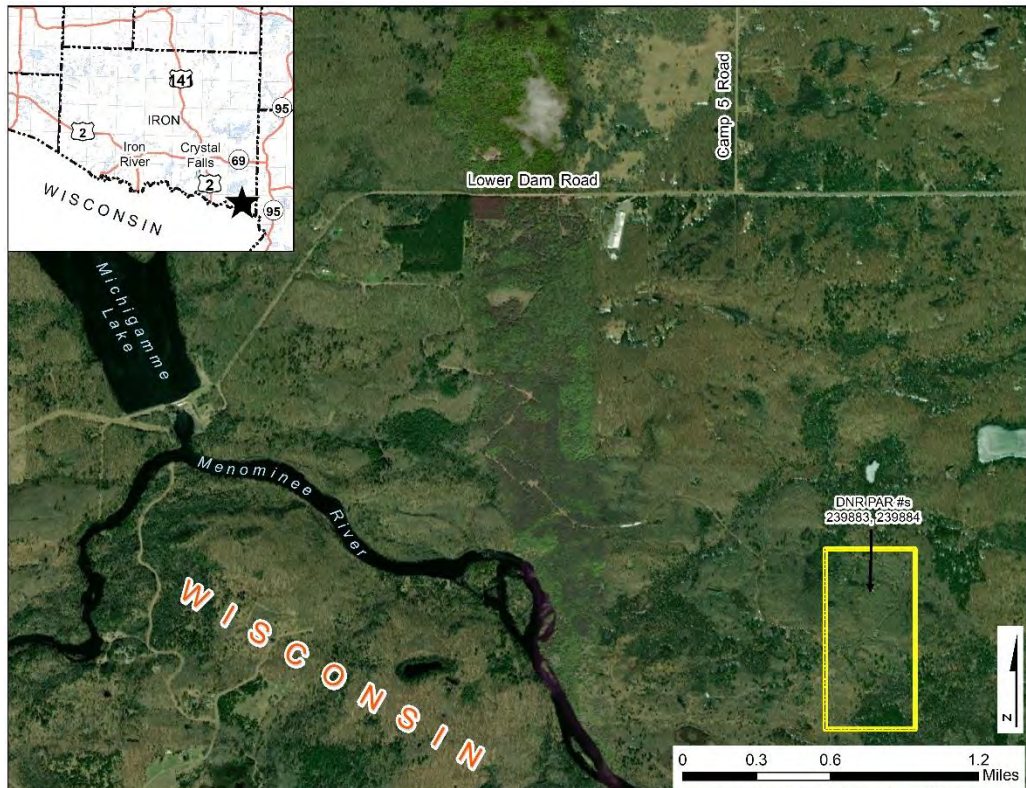 141
IRON
95
2
Iron
River
Crystal
Falls
69
2
WISCONSIN
95
Camp 5 Road
Lower Dam Road
Michigamme
Lake
Menominee River
DNR PAR #s
239883, 239884
WISCONSIN
N
0 0.3 0.6 1.2
Miles